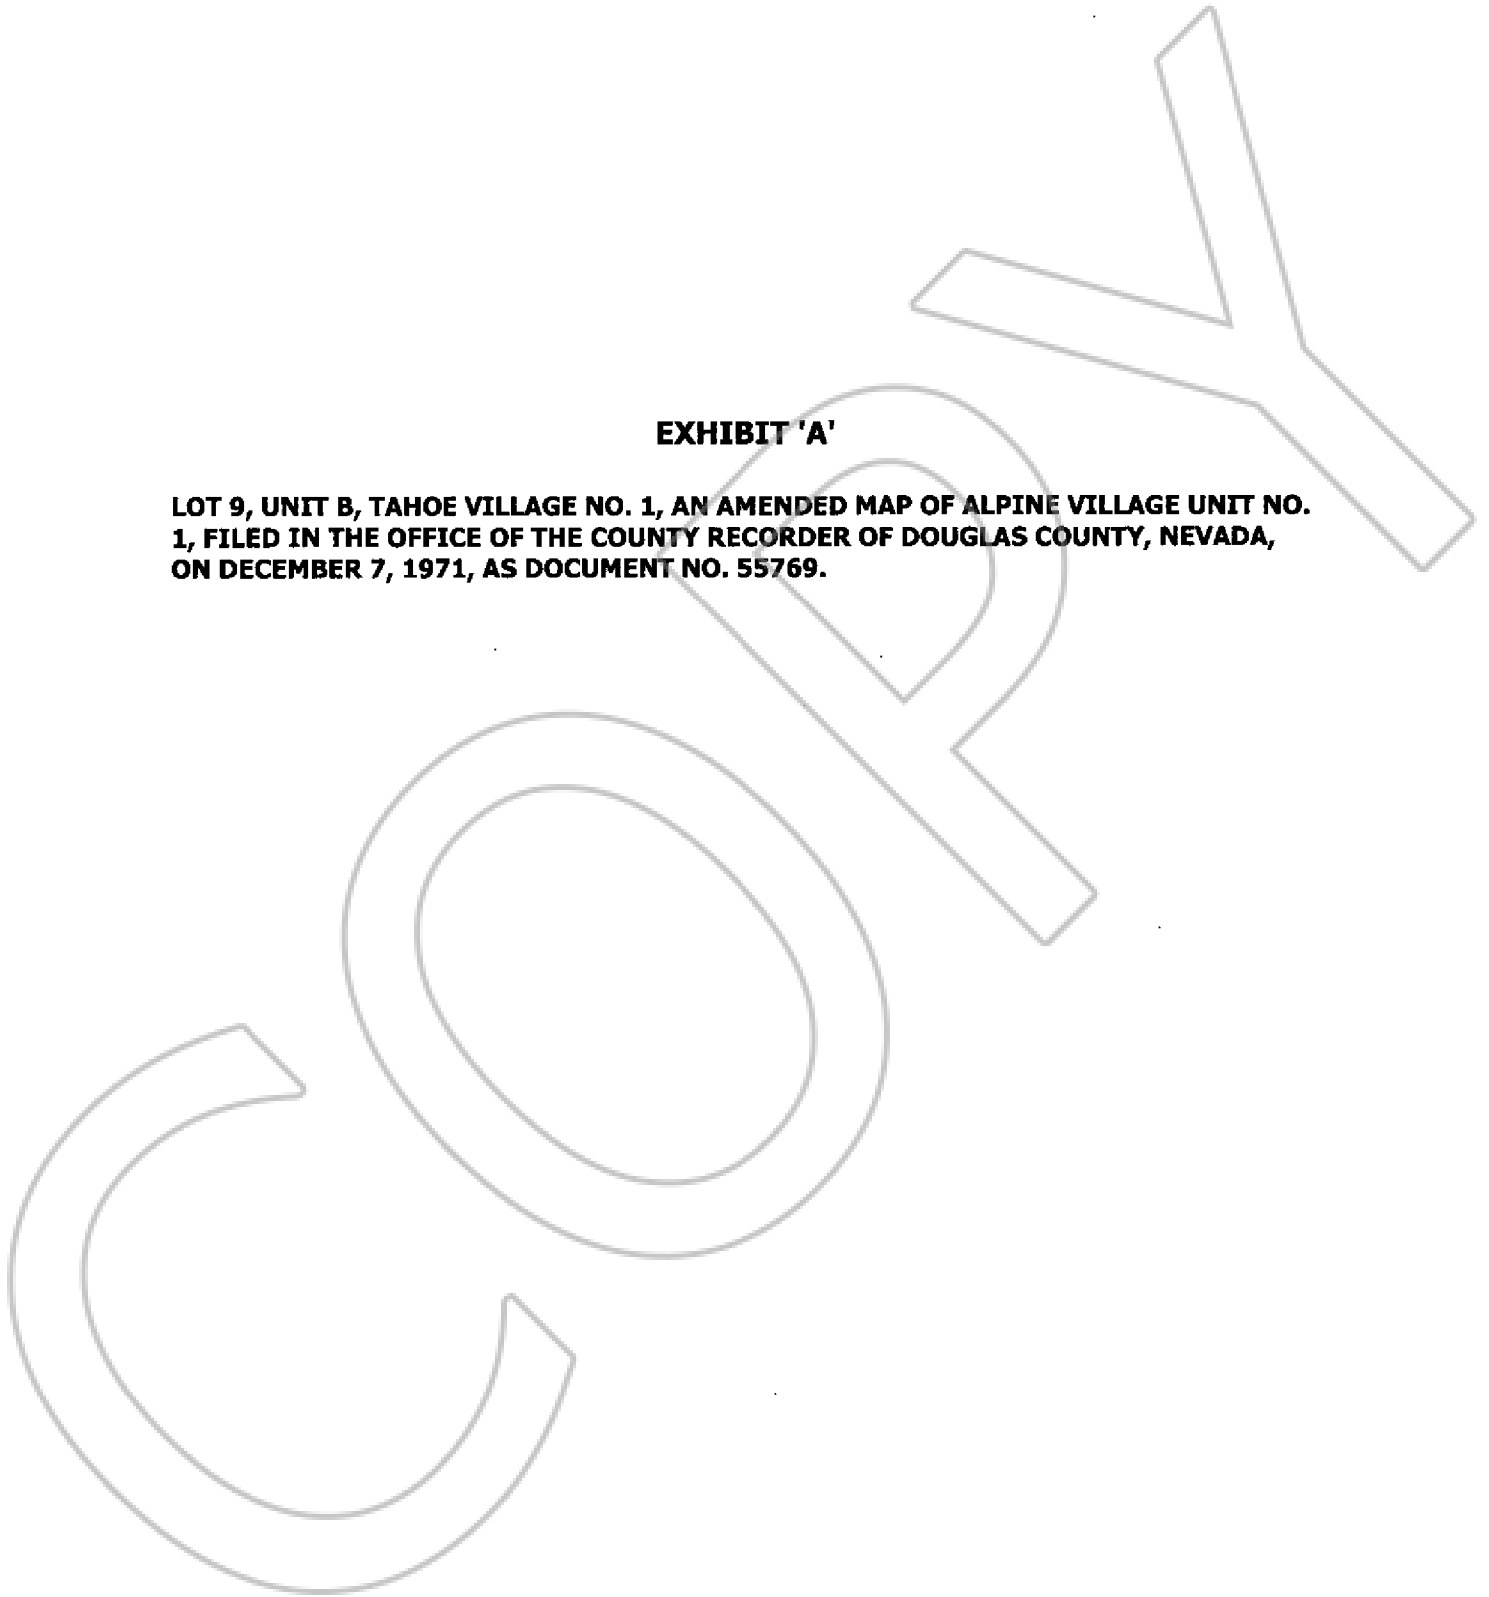 EXHIBIT 'A'
LOT 9, UNIT B, TAHOE VILLAGE NO. 1, AN AMENDED MAP OF ALPINE VILLAGE UNIT NO.
1, FILED IN THE OFFICE OF THE COUNTY RECORDER OF DOUGLAS COUNTY, NEVADA,
ON DECEMBER 7, 1971, AS DOCUMENT NO. 55769.
COPY